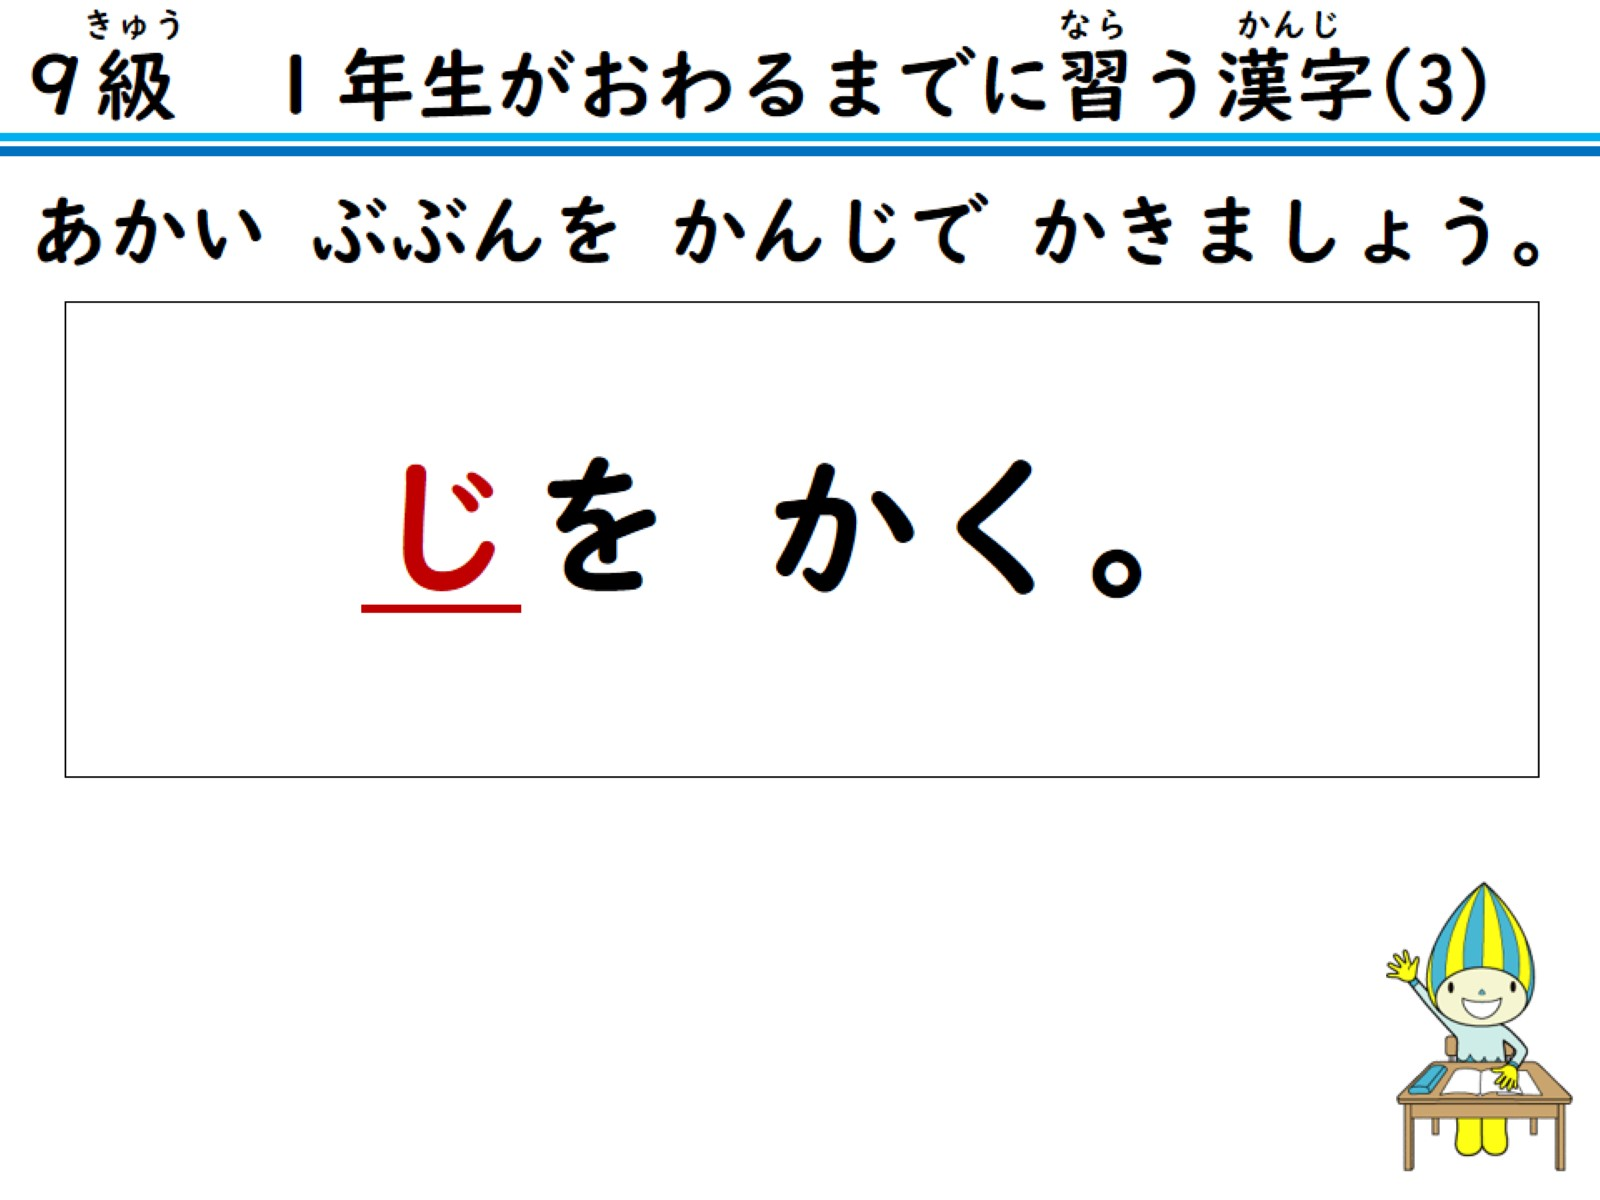 きゅう なら かんじ
９級　１年生がおわるまでに習う漢字(3)
あかい ぶぶんを かんじで かきましょう。
じを かく。